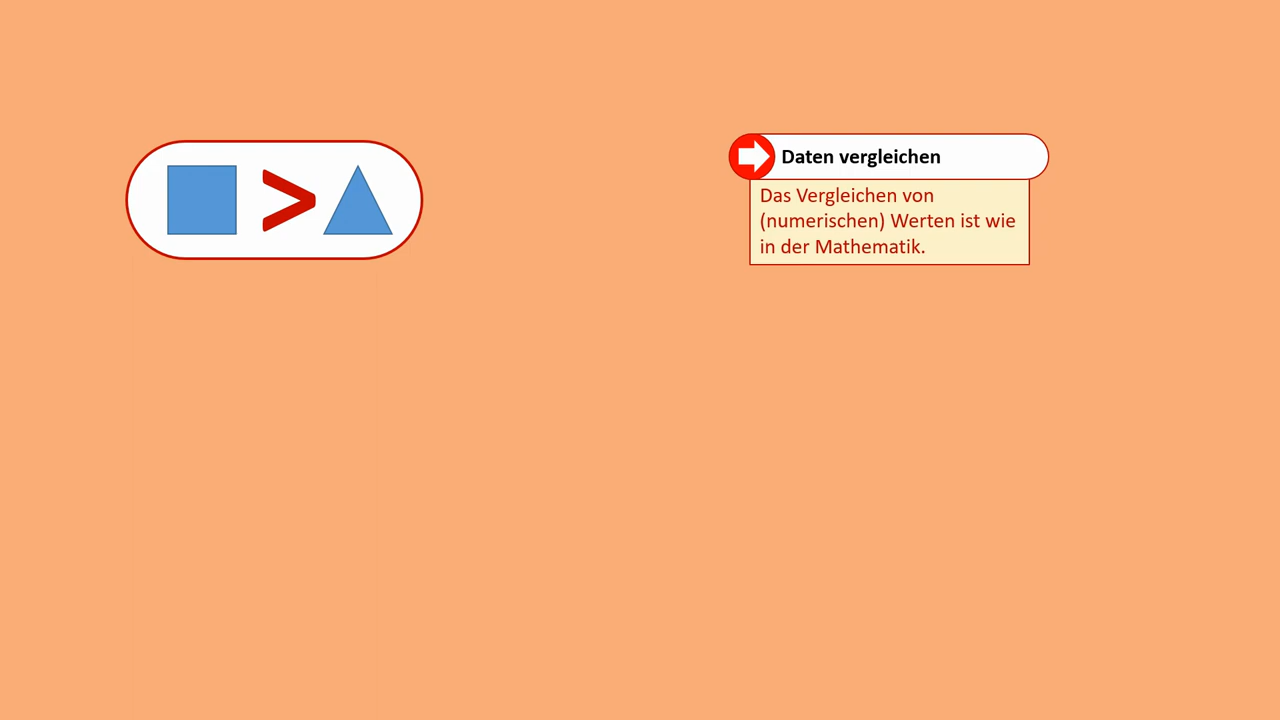 >
Daten vergleichen
Das Vergleichen von
(numerischen) Werten ist wie
in der Mathematik.